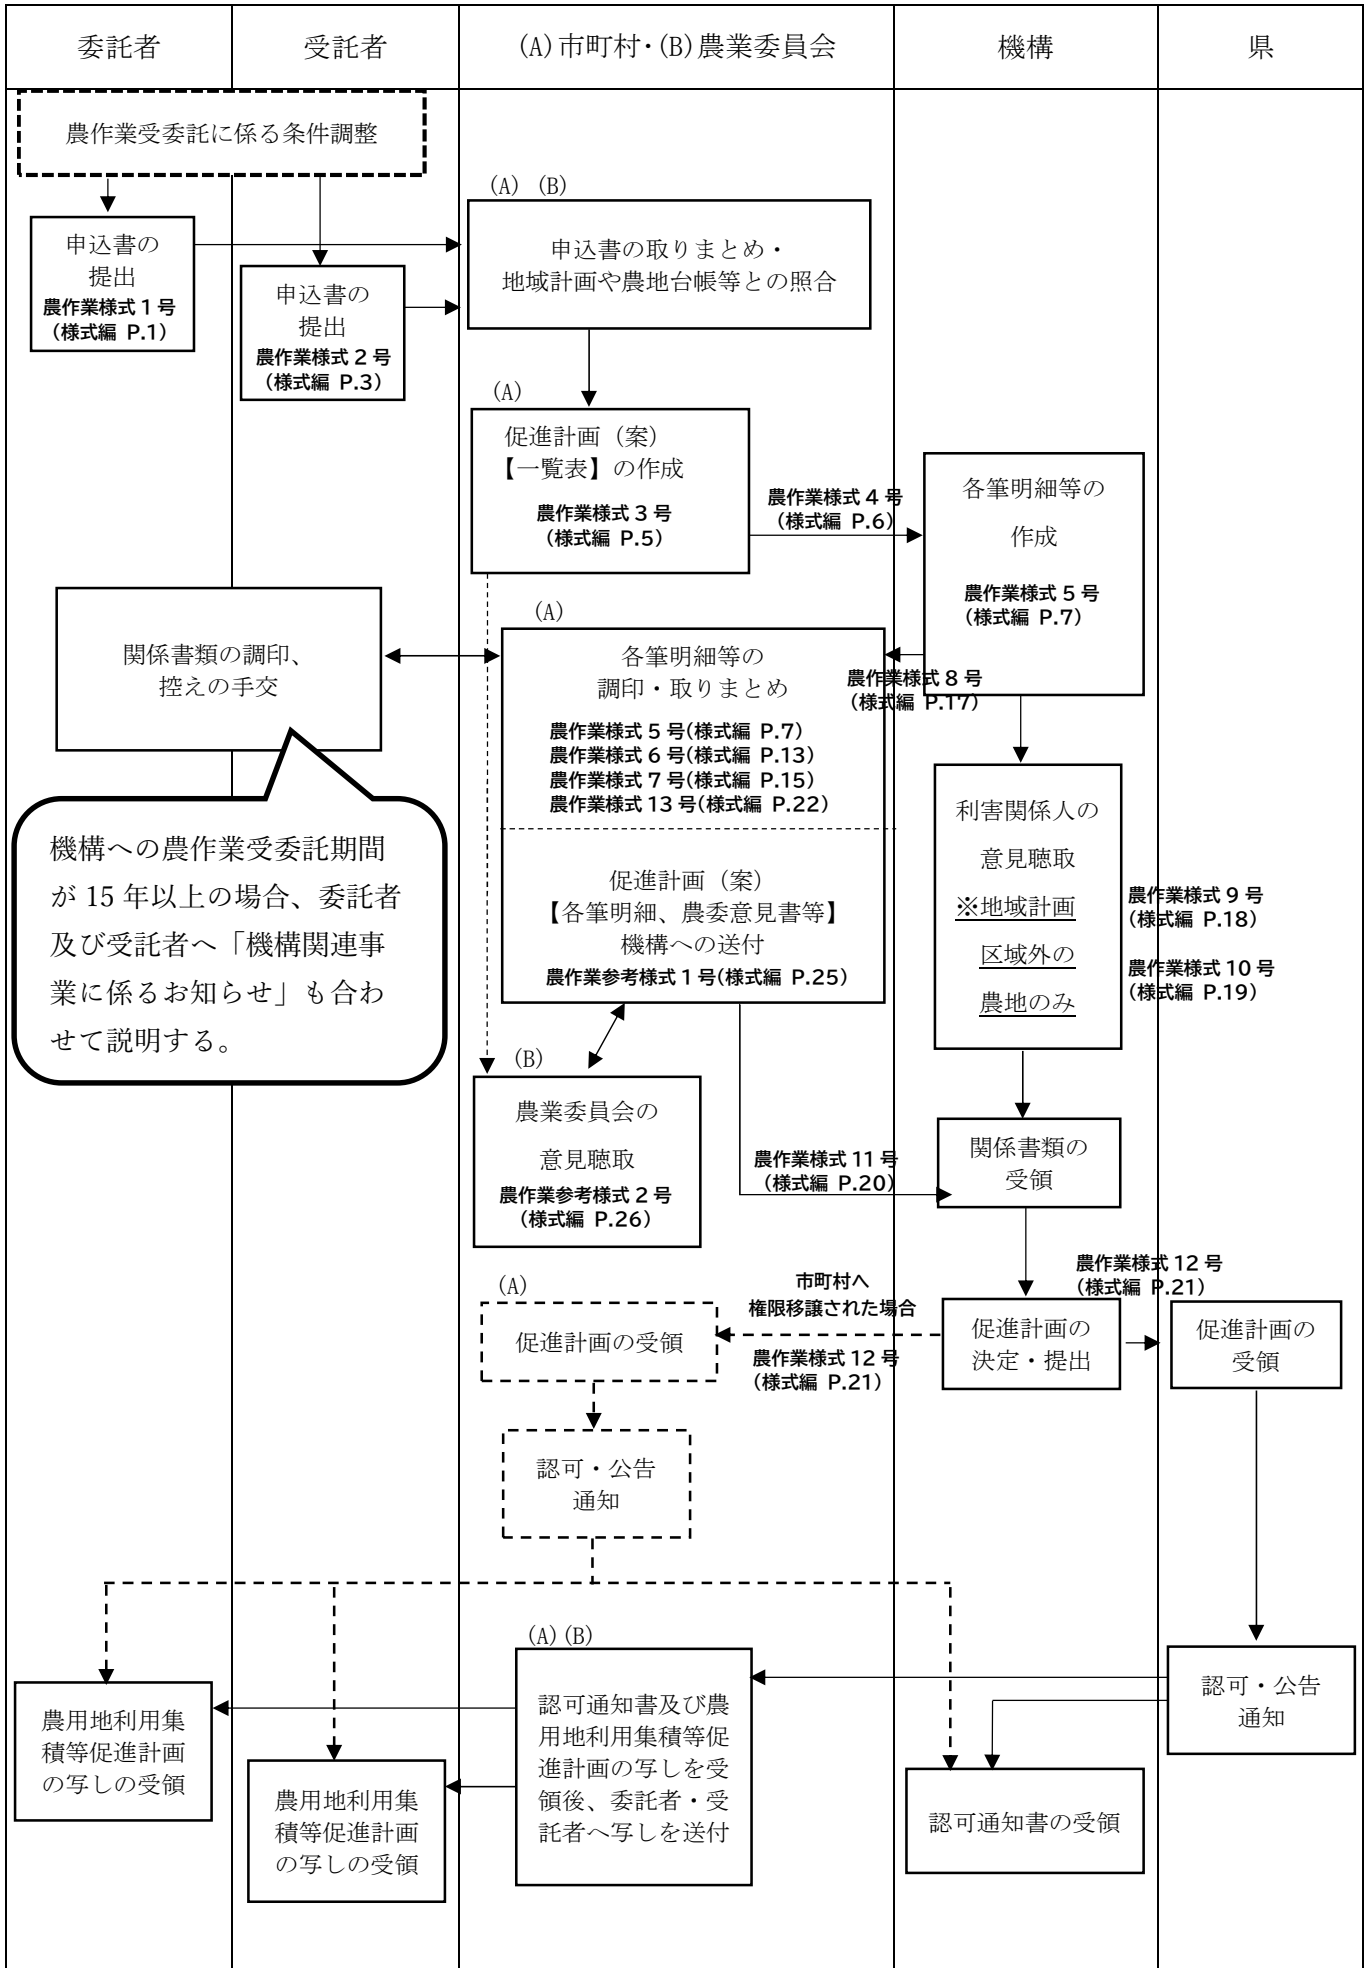 委託者
受託者
(A)市町村・(B)農業委員会
機構
県
農作業受委託に係る条件調整
申込書の
提出
農作業様式１号
（様式編 P.1）
申込書の
提出
農作業様式２号
（様式編 P.3）
(A) (B)
申込書の取りまとめ・
地域計画や農地台帳等との照合
(A)
促進計画（案）
【一覧表】の作成
農作業様式３号
（様式編 P.5）
農作業様式４号
（様式編 P.6）
各筆明細等の
作成
農作業様式５号
（様式編 P.7）
関係書類の調印、
控えの手交
(A)
各筆明細等の
調印・取りまとめ
農作業様式５号（様式編 P.7）
農作業様式６号（様式編 P.13）
農作業様式７号（様式編 P.15）
農作業様式13号（様式編 P.22）
農作業様式８号
（様式編 P.17）
促進計画（案）
【各筆明細、農委意見書等】
機構への送付
農作業参考様式１号（様式編 P.25）
機構への農作業受委託期間
が 15 年以上の場合、委託者
及び受託者へ「機構関連事
業に係るお知らせ」も合わ
せて説明する。
利害関係人の
意見聴取
※地域計画
区域外の
農地のみ
農作業様式９号
（様式編 P.18）
農作業様式10号
（様式編 P.19）
(B)
農業委員会の
意見聴取
農作業参考様式２号
（様式編 P.26）
農作業様式11号
（様式編 P.20）
関係書類の
受領
農作業様式12号
（様式編 P.21）
(A)
促進計画の受領
市町村へ
権限移譲された場合
農作業様式12号
（様式編 P.21）
促進計画の
決定・提出
促進計画の
受領
認可・公告
通知
(A)(B)
認可通知書及び農
用地利用集積等促
進計画の写しを受
領後、委託者・受
託者へ写しを送付
認可・公告
通知
農用地利用集
積等促進計画
の写しの受領
農用地利用集
積等促進計画
の写しの受領
認可通知書の受領